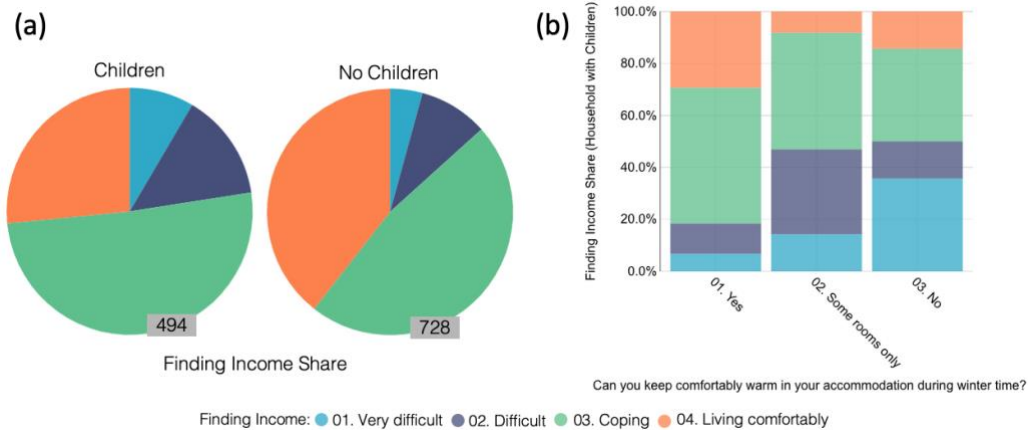 (a)
Children
No Children
494
728
Finding Income Share
(b)
Finding Income Share (Household with Children)
100.0%
80.0%
60.0%
40.0%
20.0%
0.0%
01. Yes
02. Some rooms only
03. No
Can you keep comfortably warm in your accommodation during winter time?
Finding Income: 01. Very difficult 02. Difficult 03. Coping 04. Living comfortably